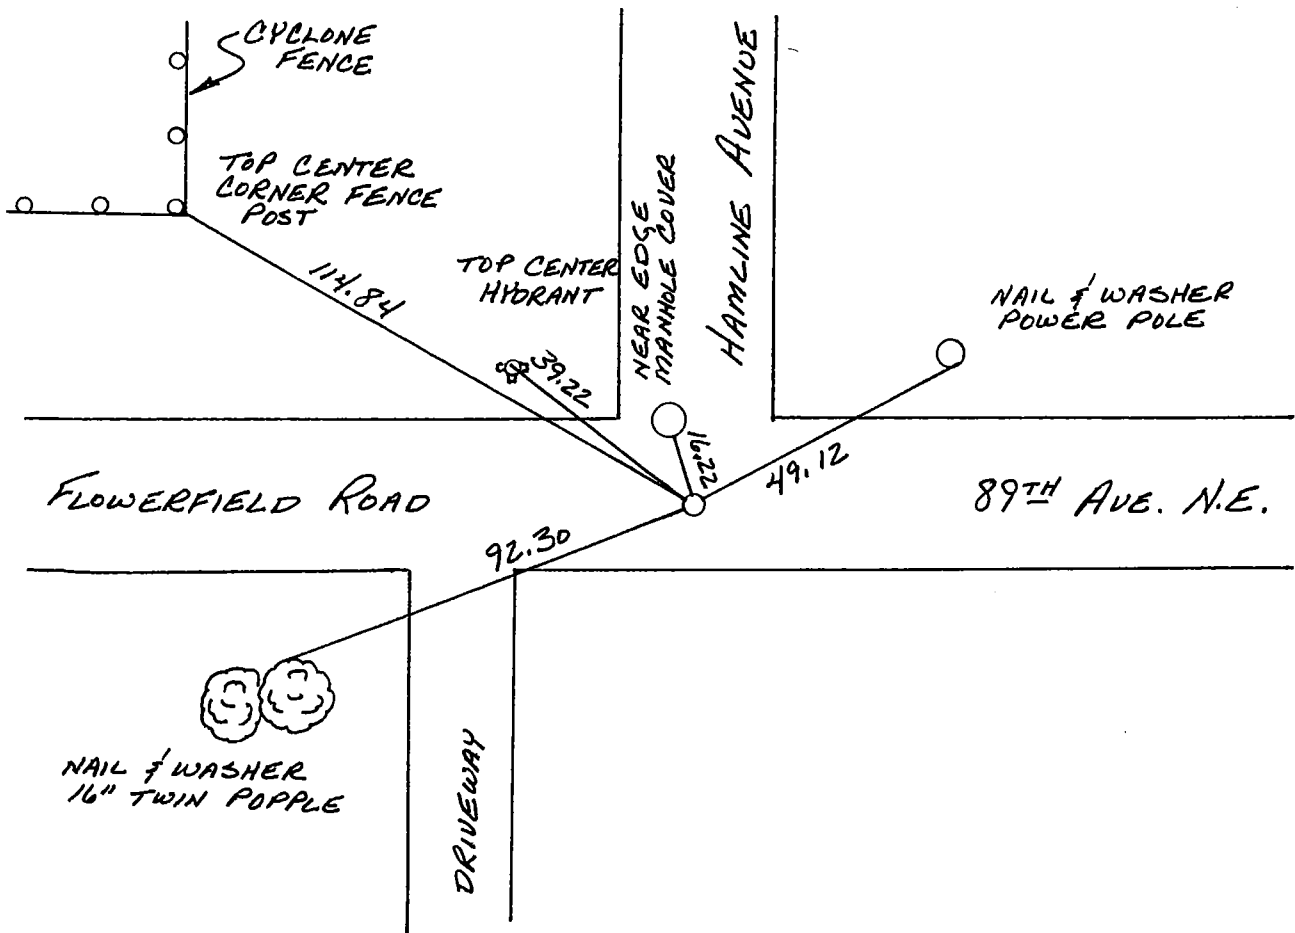 CYCLONE
FENCE
TOP CENTER
CORNER FENCE
POST
114.84
TOP CENTER
HYDRANT
39.22
NEAR EDGE
MANHOLE COVER
HAMLINE AVENUE
NAIL & WASHER
POWER POLE
16.22
49.12
FLOWERFIELD ROAD
89TH AVE. N.E.
92.30
NAIL & WASHER
16" TWIN POPPLE
DRIVEWAY